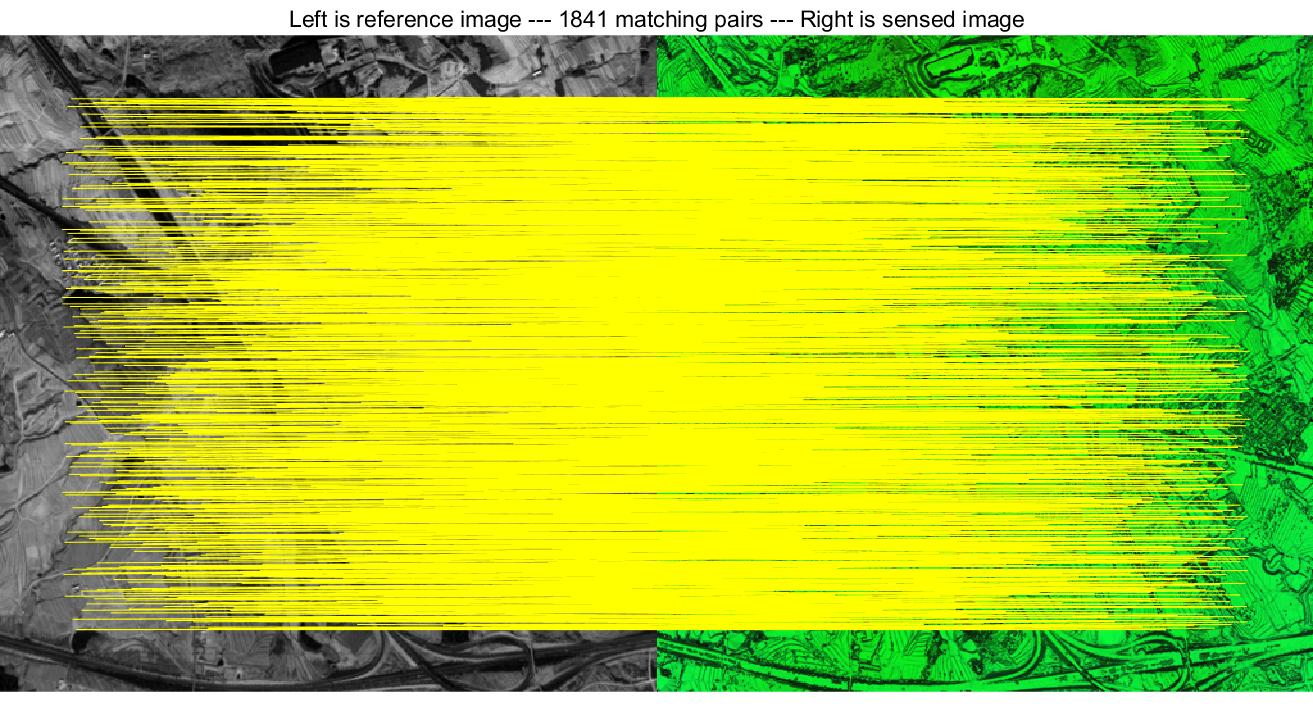 Left is reference image --- 1841 matching pairs --- Right is sensed image